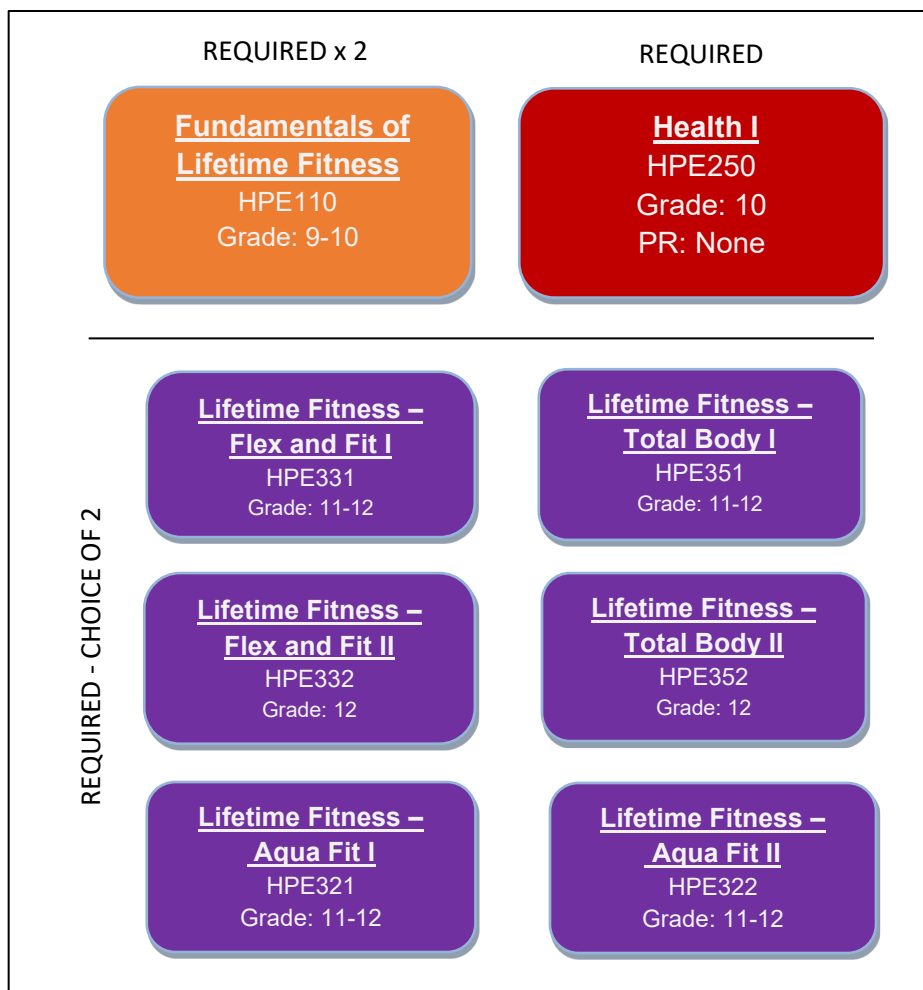 REQUIRED x 2
REQUIRED
Fundamentals of
Lifetime Fitness
HPE110
Grade: 9-10
Health I
HPE250
Grade: 10
PR: None
REQUIRED - CHOICE OF 2
Lifetime Fitness –
Flex and Fit I
HPE331
Grade: 11-12
Lifetime Fitness –
Total Body I
HPE351
Grade: 11-12
Lifetime Fitness –
Flex and Fit II
HPE332
Grade: 12
Lifetime Fitness –
Total Body II
HPE352
Grade: 12
Lifetime Fitness –
Aqua Fit I
HPE321
Grade: 11-12
Lifetime Fitness –
Aqua Fit II
HPE322
Grade: 11-12